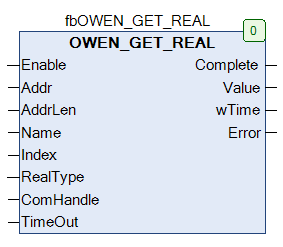 fbOWEN_GET_REAL
OWEN_GET_REAL 0
Enable Complete
Addr Value
AddrLen wTime
Name Error
Index
RealType
ComHandle
TimeOut